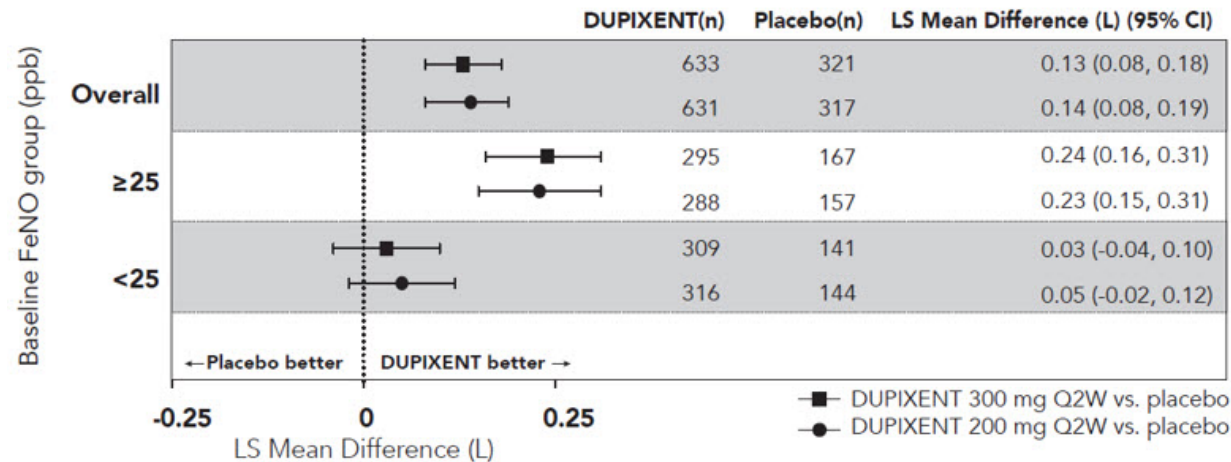 DUPIXENT(n) Placebo(n) LS Mean Difference (L) (95% CI)
Baseline FeNO group (ppb)
Overall
633 321 0.13 (0.08, 0.18)
631 317 0.14 (0.08, 0.19)
≥25
295 167 0.24 (0.16, 0.31)
288 157 0.23 (0.15, 0.31)
<25
309 141 0.03 (-0.04, 0.10)
316 144 0.05 (-0.02, 0.12)
←Placebo better DUPIXENT better →
-0.25 0 0.25
LS Mean Difference (L)
DUPIXENT 300 mg Q2W vs. placebo
DUPIXENT 200 mg Q2W vs. placebo